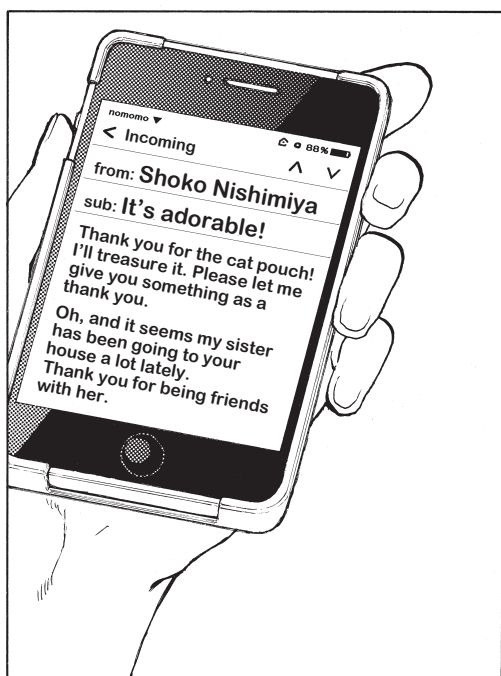 nomomo
88%
< Incoming
from: Shoko Nishimiya
sub: It's adorable!
Thank you for the cat pouch!
I'll treasure it. Please let me
give you something as a
thank you.
Oh, and it seems my sister
has been going to your
house a lot lately.
Thank you for being friends
with her.